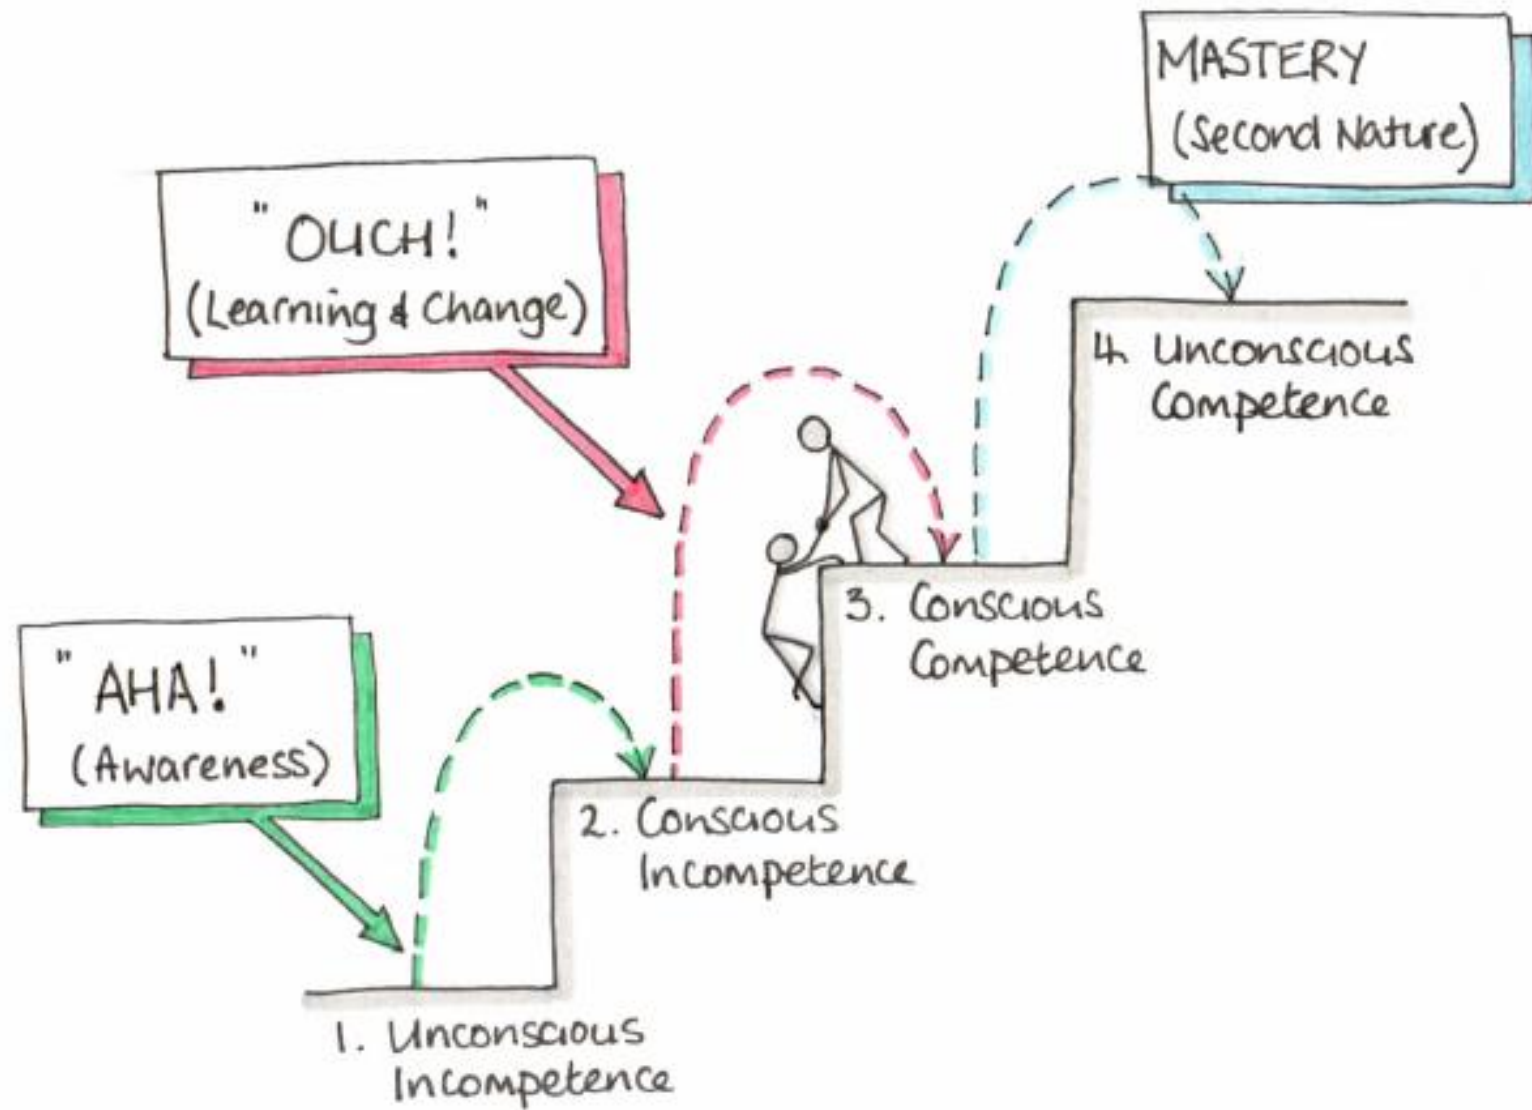 MASTERY
(Second Nature)
" OUCH! "
(Learning & Change)
4. Unconscious
Competence
3. Conscious
Competence
" AHA! "
(Awareness)
2. Conscious
Incompetence
1. Unconscious
Incompetence